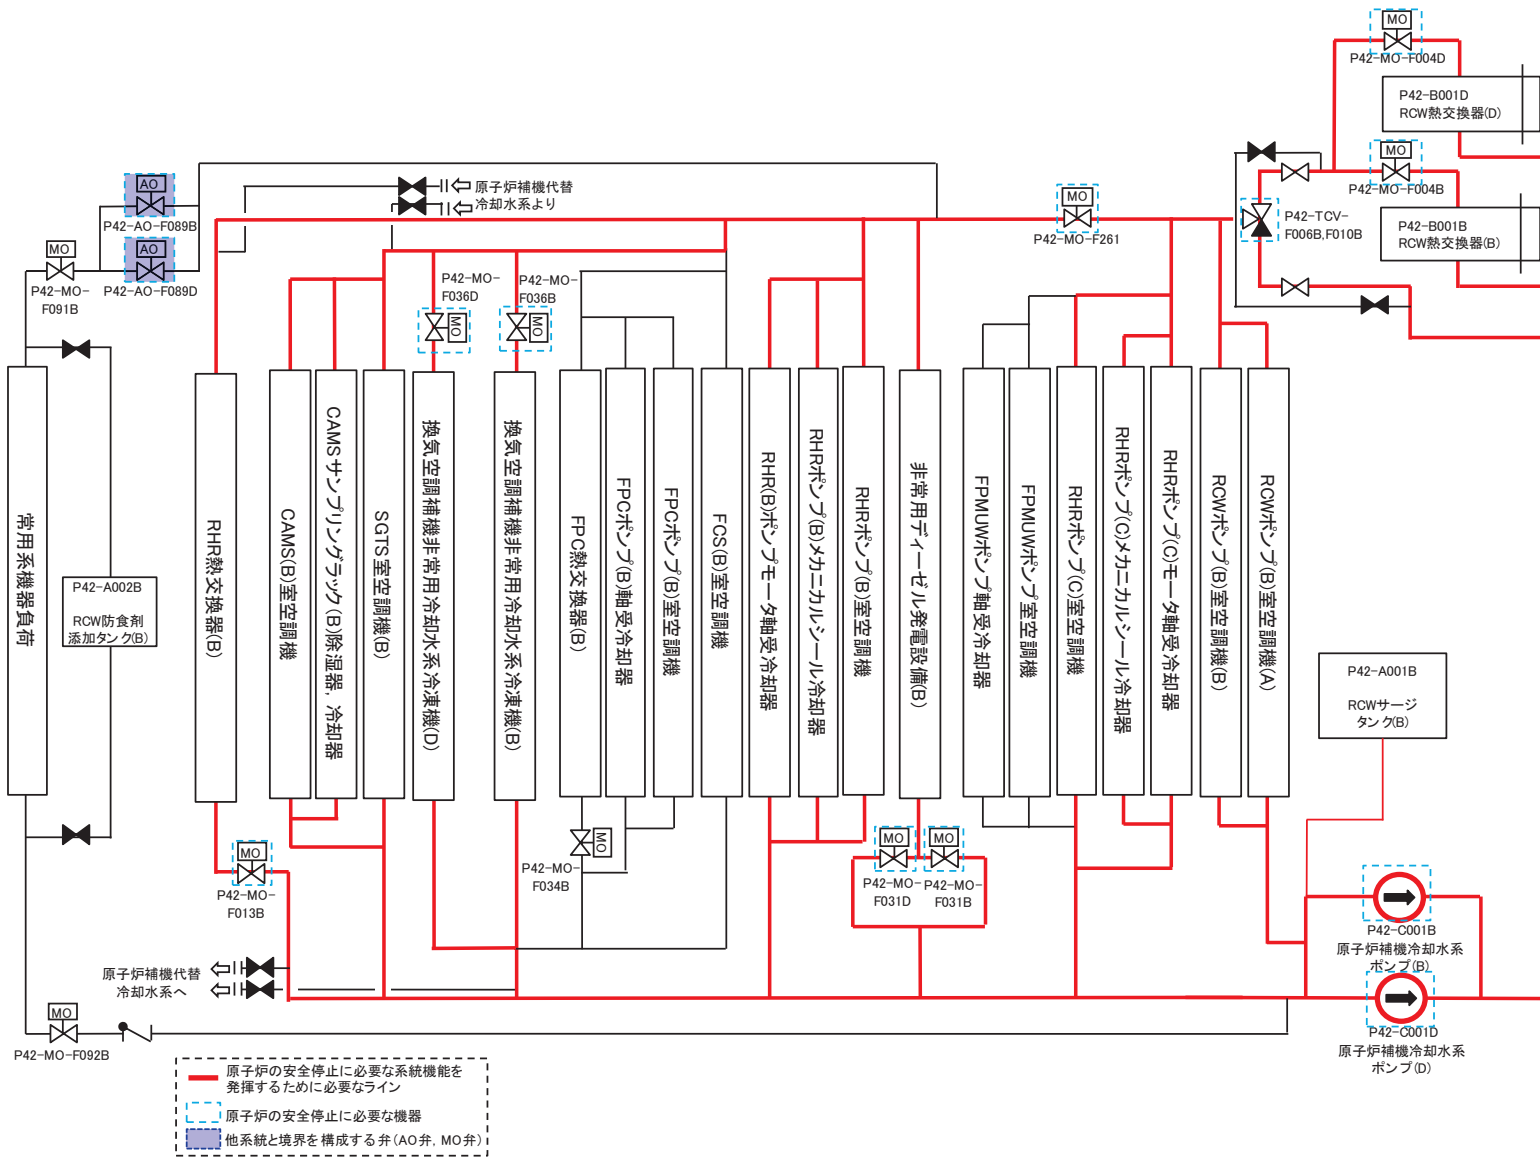 MO
P42-MO-F004D
P42-B001D
RCW熱交換器(D)
MO
P42-MO-F004B
P42-B001B
RCW熱交換器(B)
AO
P42-AO-F089B
AO
P42-AO-F089D
MO
P42-MO-
F091B
原子炉補機代替
冷却水系より
MO
P42-MO-F261
P42-TCV-
F006B,F010B
P42-MO-
F036D
MO
P42-MO-
F036B
MO
常用系機器負荷
P42-A002B
RCW防食剤
添加タンク(B)
RHR熱交換器(B)
CAMS(B)室空調機
CAMSサンプリングラック(B)除湿器, 冷却器
SGTS室空調機(B)
換気空調補機非常用冷却水系冷凍機(D)
換気空調補機非常用冷却水系冷凍機(B)
FPC熱交換器(B)
FPCポンプ(B)軸受冷却器
FPCポンプ(B)室空調機
FCS(B)室空調機
RHR(B)ポンプモータ軸受冷却器
RHRポンプ(B)メカニカルシール冷却器
RHRポンプ(B)室空調機
非常用ディーゼル発電設備(B)
FPMUWポンプ軸受冷却器
FPMUWポンプ室空調機
RHRポンプ(C)室空調機
RHRポンプ(C)メカニカルシール冷却器
RHRポンプ(C)モータ軸受冷却器
RCWポンプ(B)室空調機(B)
RCWポンプ(B)室空調機(A)
P42-A001B
RCWサージ
タンク(B)
MO
P42-MO-
F013B
MO
P42-MO-
F034B
MO
P42-MO-
F031D
MO
P42-MO-
F031B
P42-C001B
原子炉補機冷却水系
ポンプ(B)
P42-C001D
原子炉補機冷却水系
ポンプ(D)
原子炉補機代替
冷却水系へ
MO
P42-MO-F092B
原子炉の安全停止に必要な系統機能を
発揮するために必要なライン
原子炉の安全停止に必要な機器
他系統と境界を構成する弁(AO弁, MO弁)